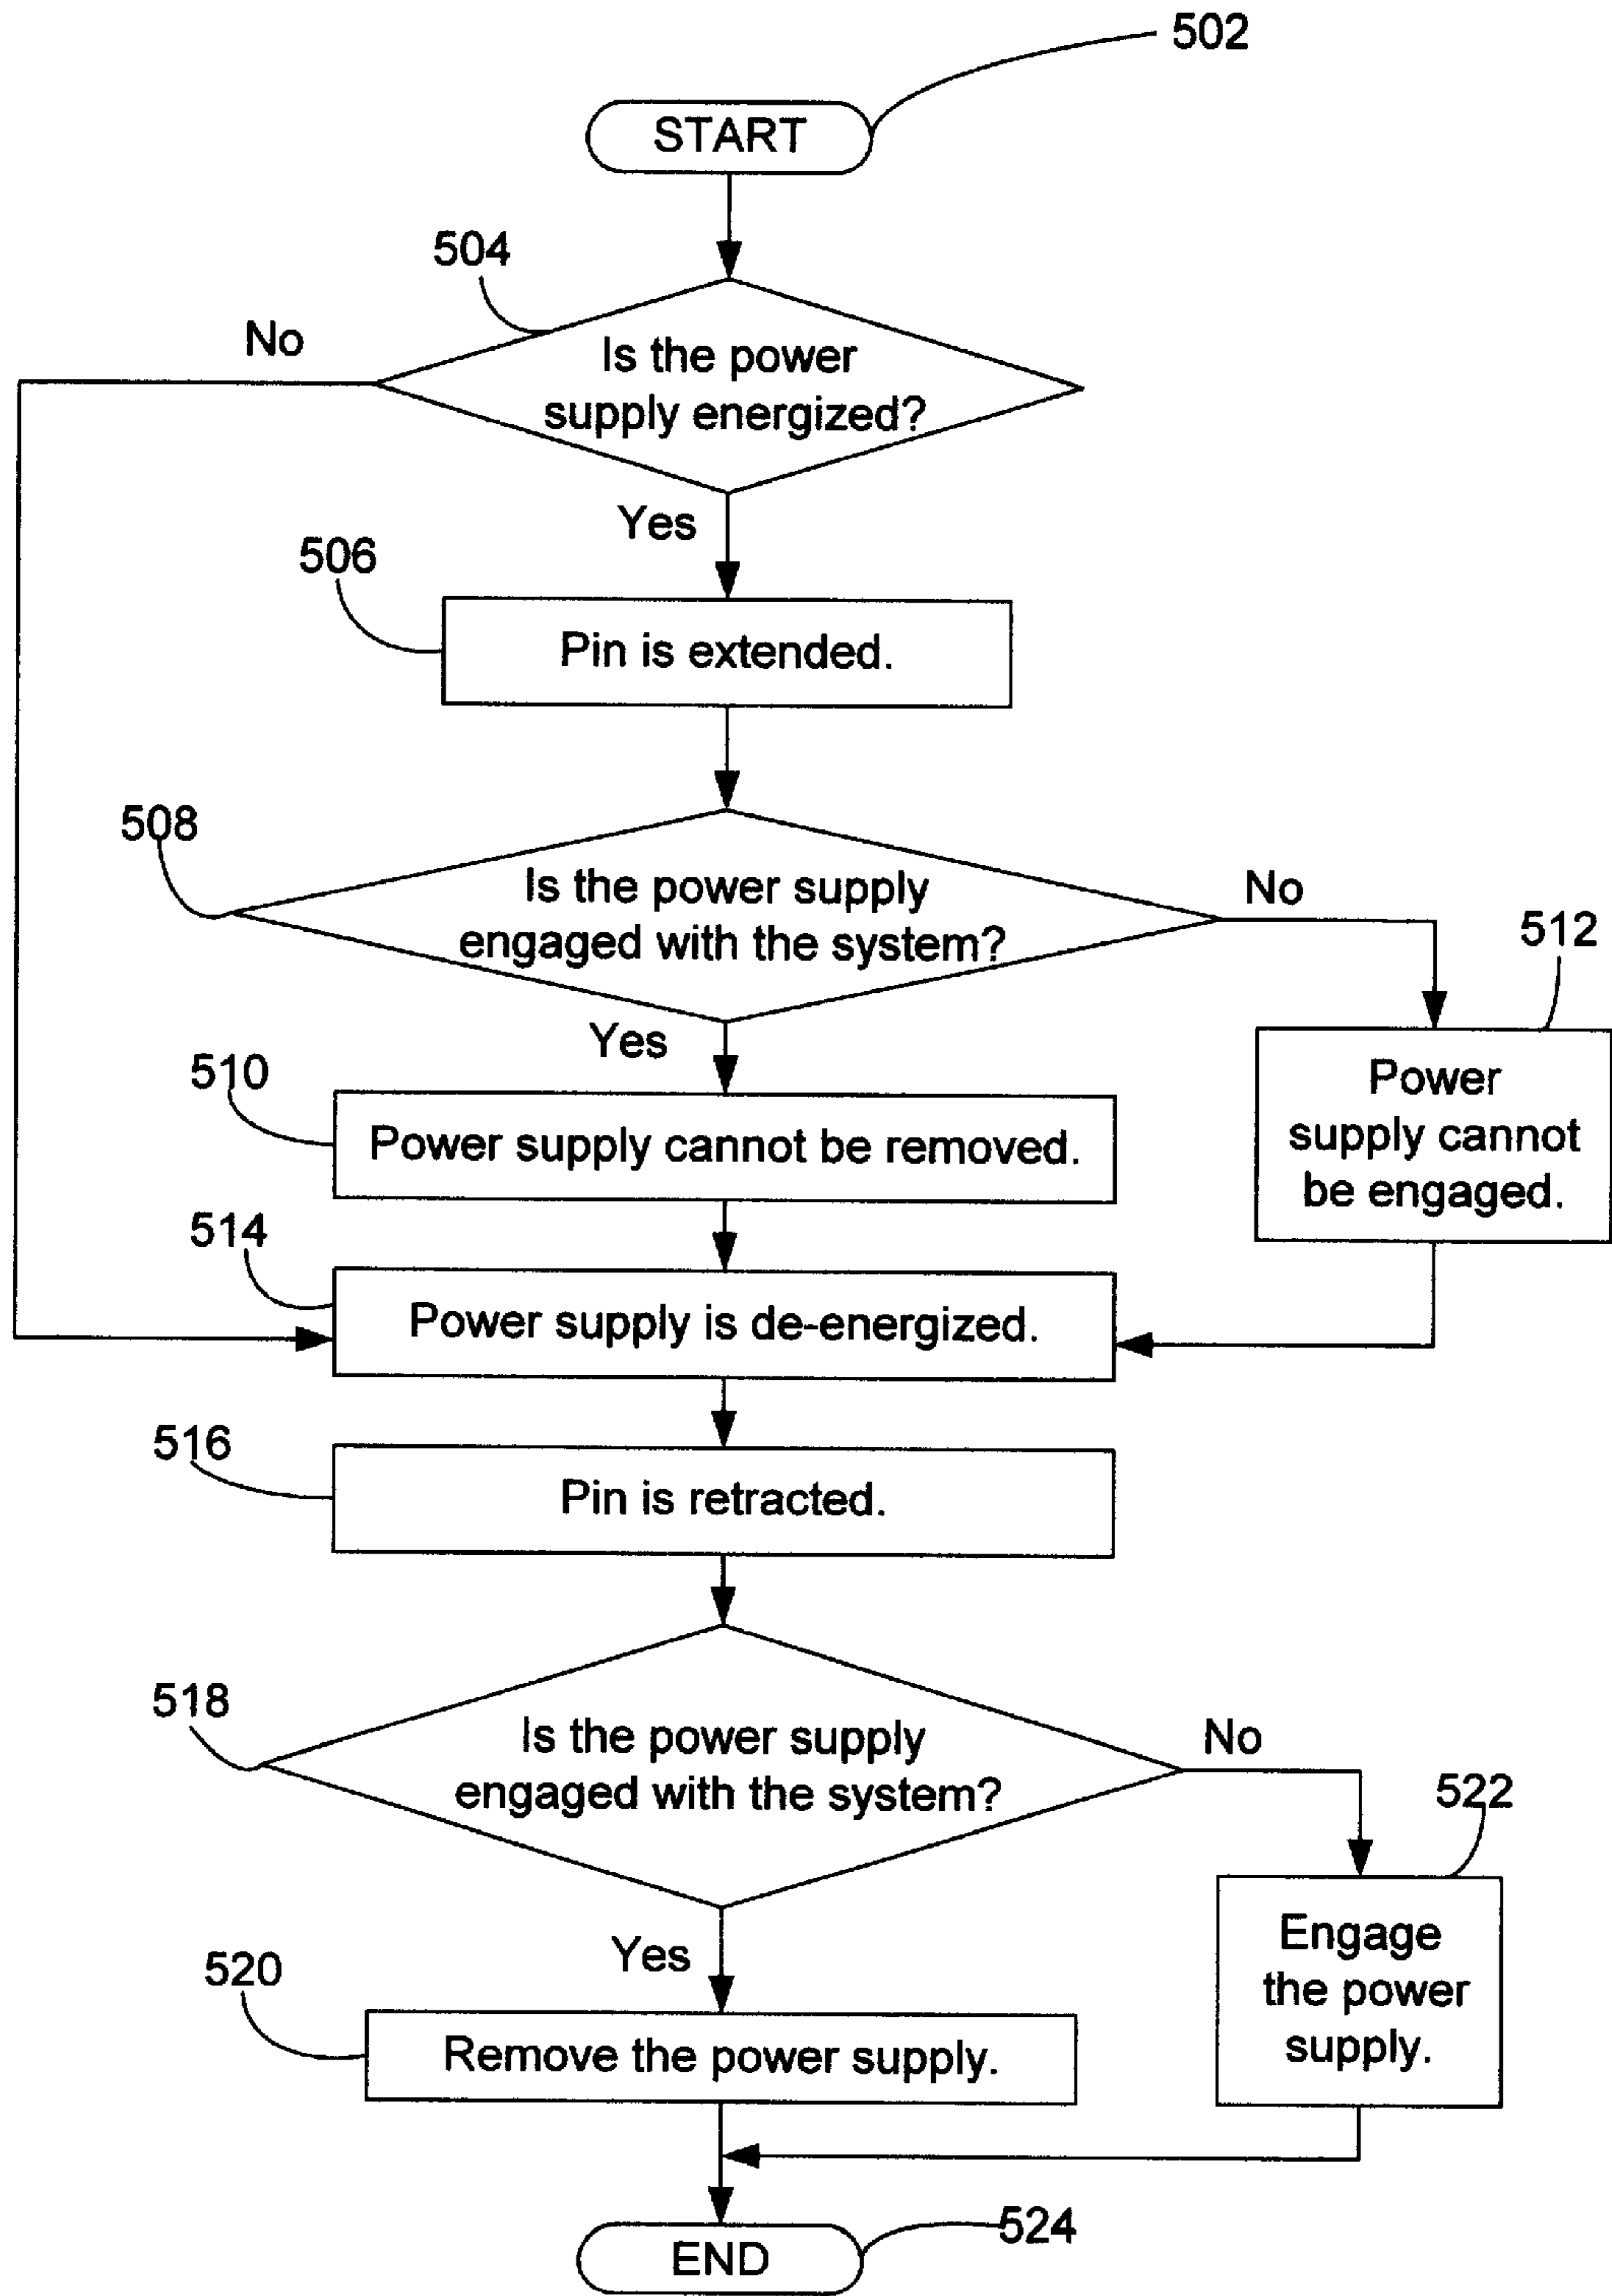 502
START
504
No
Is the power
supply energized?
Yes
506
Pin is extended.
508
Is the power supply
engaged with the system?
No
512
Yes
510
Power supply cannot be removed.
Power
supply cannot
be engaged.
514
Power supply is de-energized.
516
Pin is retracted.
518
Is the power supply
engaged with the system?
No
522
Yes
520
Remove the power supply.
Engage
the power
supply.
524
END